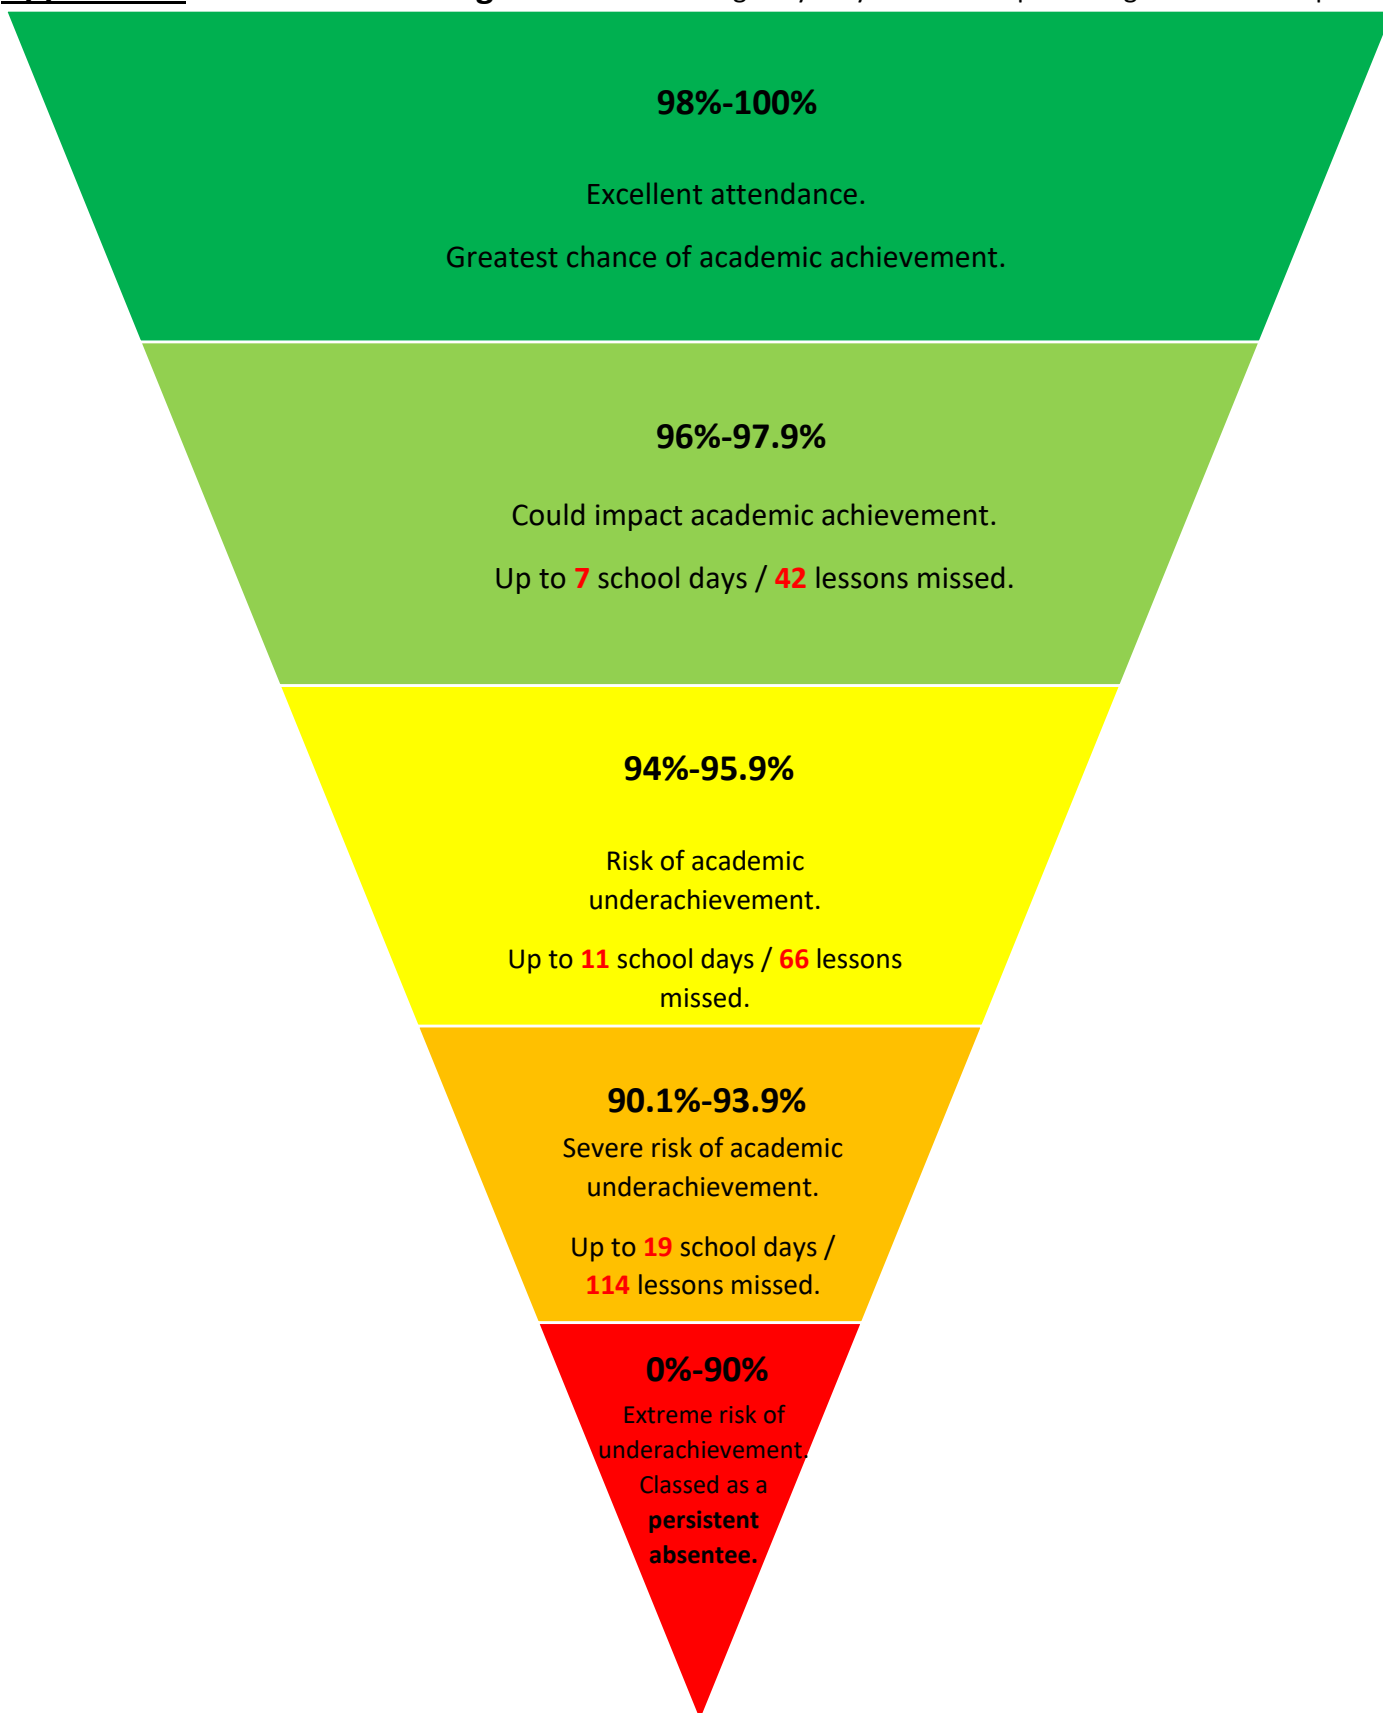 98%-100%
Excellent attendance.
Greatest chance of academic achievement.
96%-97.9%
Could impact academic achievement.
Up to 7 school days / 42 lessons missed.
94%-95.9%
Risk of academic
underachievement.
Up to 11 school days / 66 lessons
missed.
90.1%-93.9%
Severe risk of academic
underachievement.
Up to 19 school days /
114 lessons missed.
0%-90%
Extreme risk of
underachievement.
Classed as a
persistent
absentee.